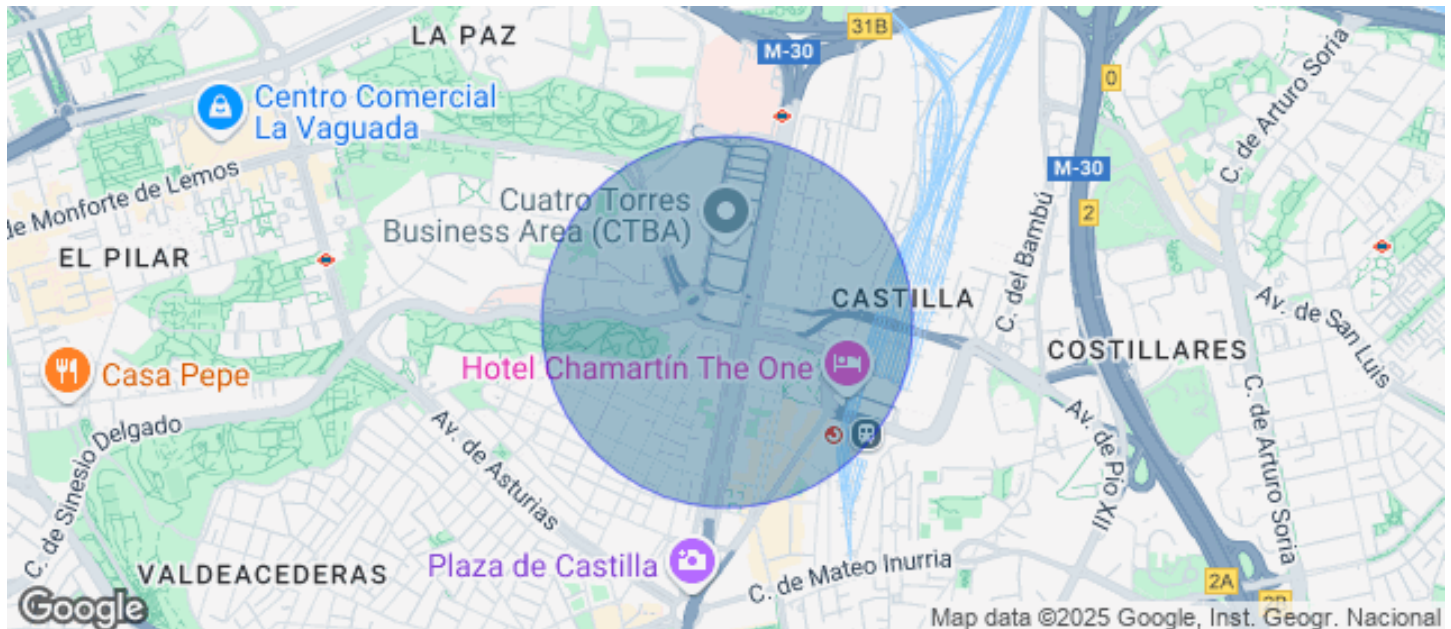 LA PAZ
31B
M-30
0
Centro Comercial
La Vaguada
C. de Arturo Soria
de Monforte de Lemos
M-30
Cuatro Torres
Business Area (CTBA)
2
EL PILAR
CASTILLA
C. del Bambú
Av. de San Luis
COSTILLARES
Hotel Chamartín The One
Casa Pepe
C. de Sinesio Delgado
Av. de Asturias
Av. de Pío XII
C. de Arturo Soria
Plaza de Castilla
VALDEACEDERAS
C. de Mateo Inurria
2A
2B
Google
Map data ©2025 Google, Inst. Geogr. Nacional